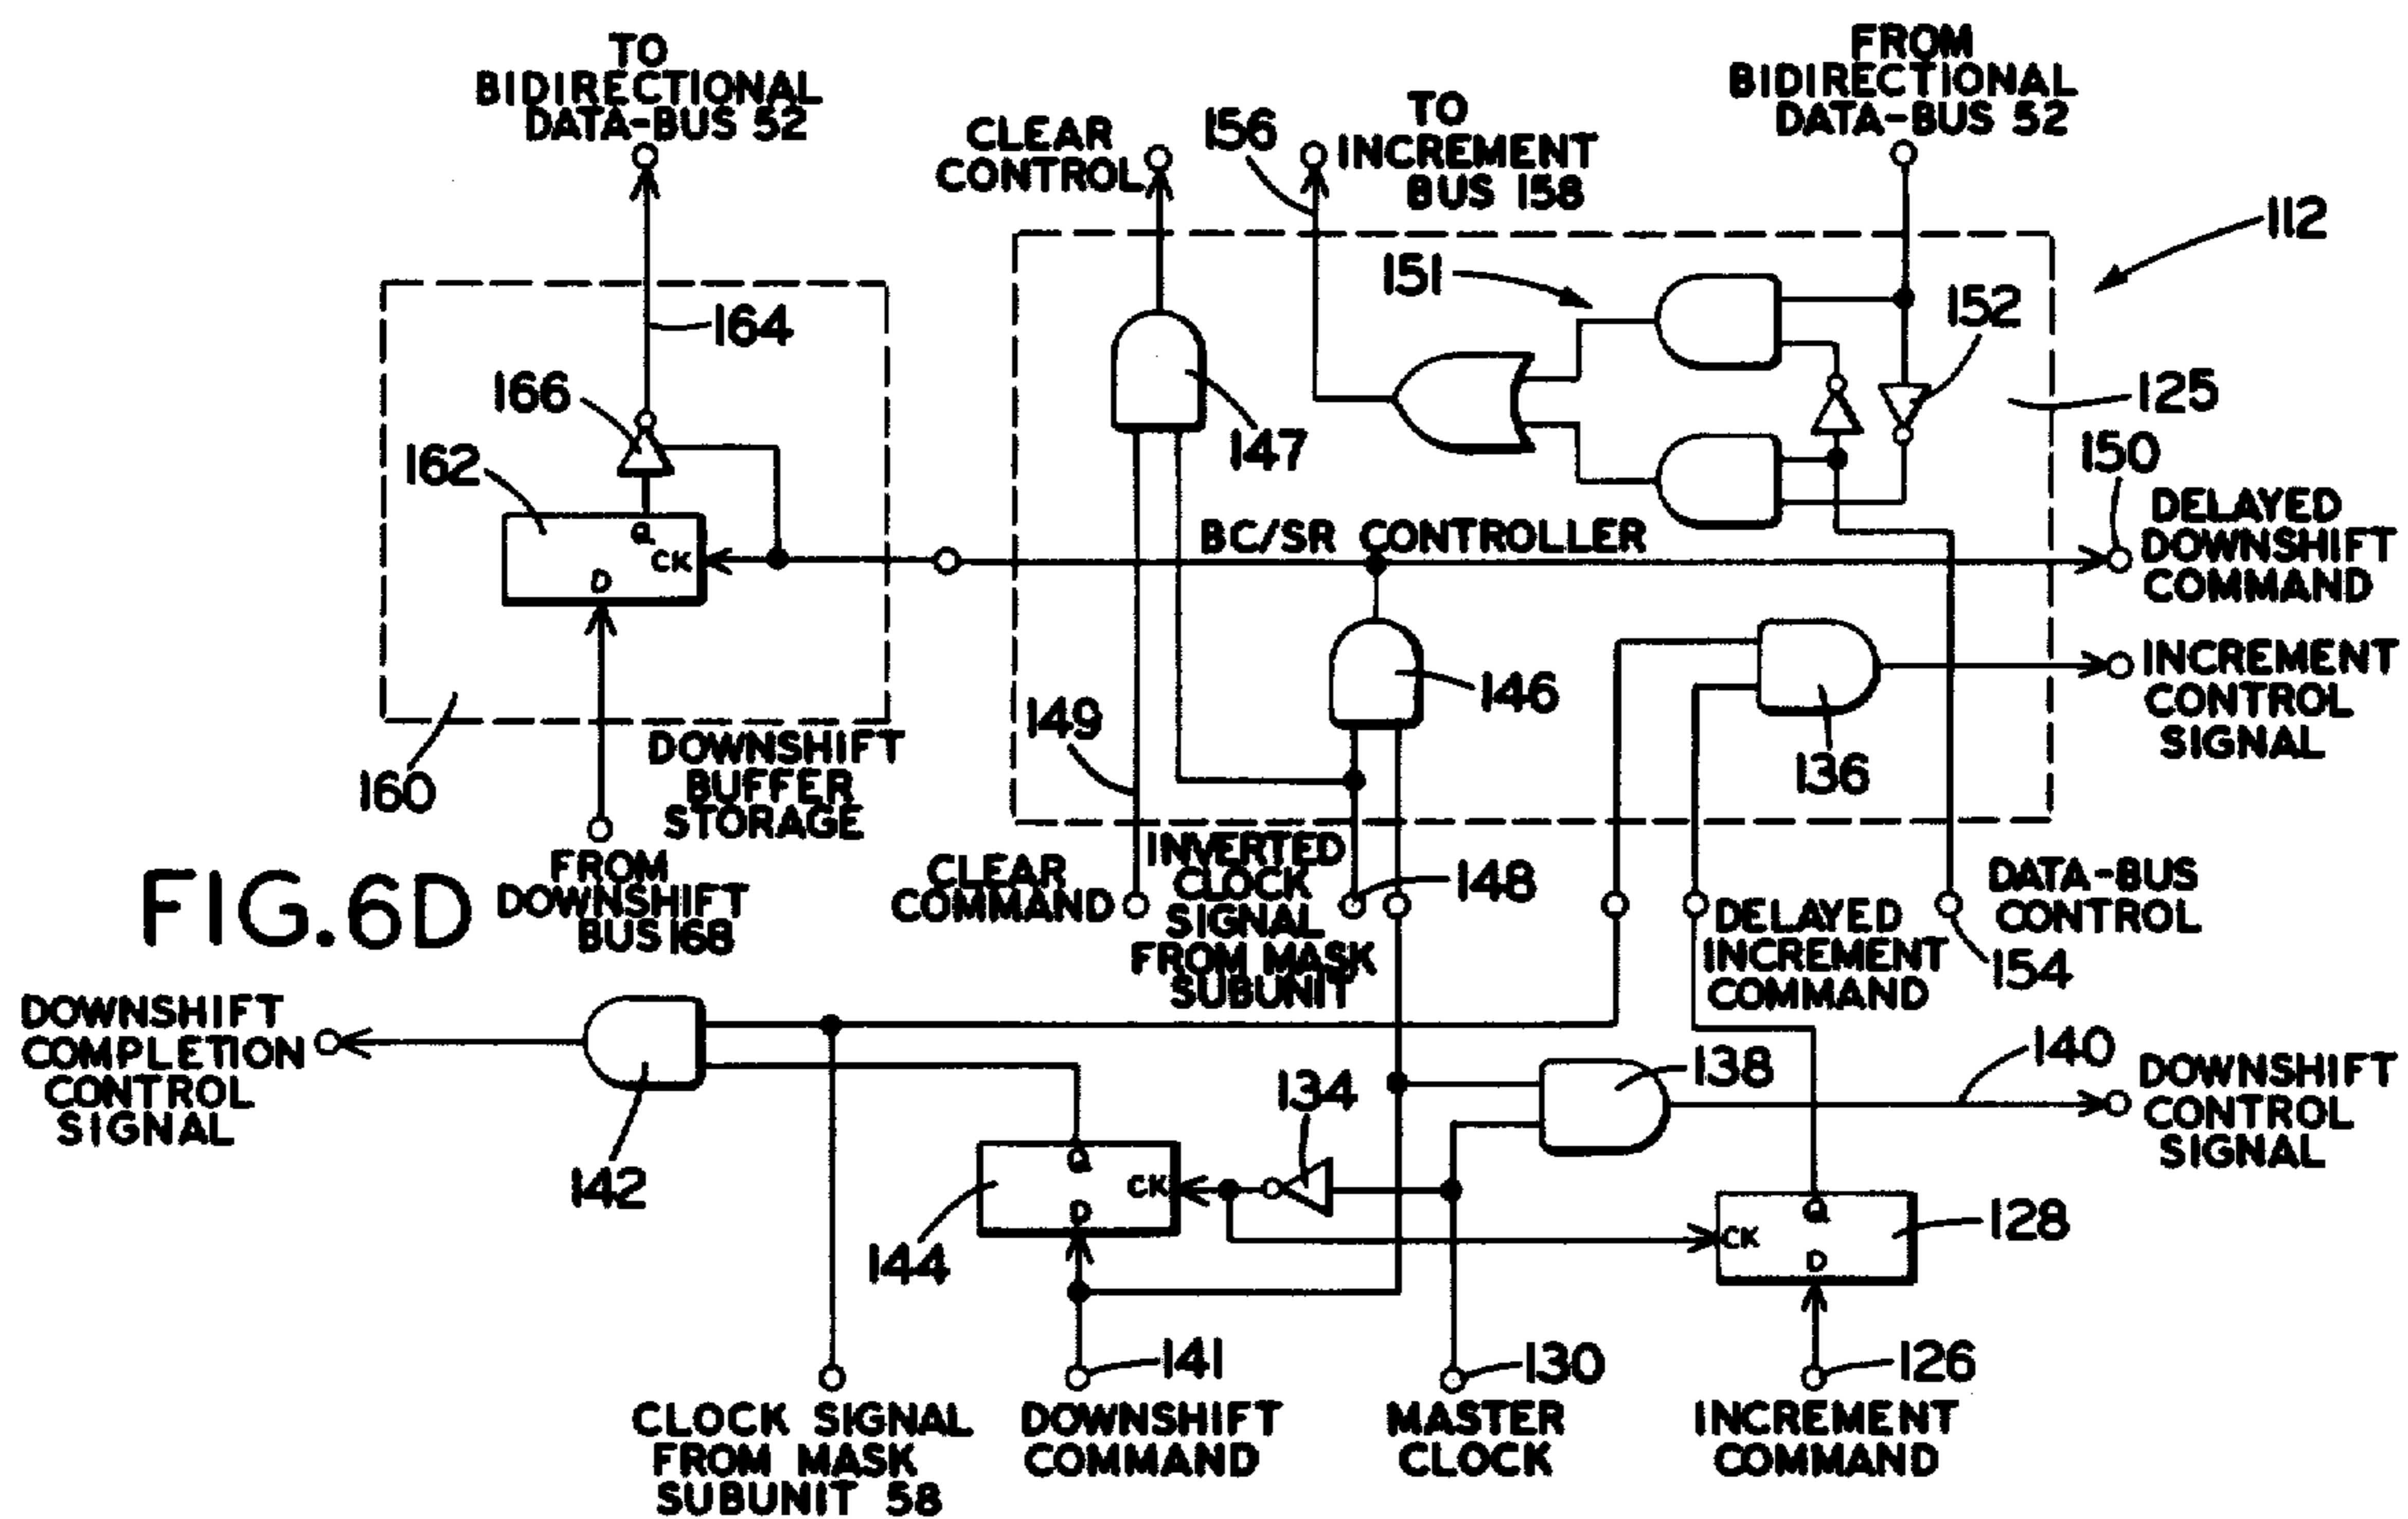 TO
BIDIRECTIONAL
DATA-BUS 52
CLEAR
CONTROL
156
TO
INCREMENT
BUS 158
FROM
BIDIRECTIONAL
DATA-BUS 52
112
151
152
164
166
162
147
125
150
DELAYED
DOWNSHIFT
COMMAND
Q
CK
D
BC/SR CONTROLLER
146
INCREMENT
CONTROL
SIGNAL
149
136
160
DOWNSHIFT
BUFFER
STORAGE
FROM
DOWNSHIFT
BUS 168
FIG. 6D
CLEAR
COMMAND
INVERTED
CLOCK
SIGNAL
FROM MASK
SUBUNIT
148
DELAYED
INCREMENT
COMMAND
DATA-BUS
CONTROL
154
DOWNSHIFT
COMPLETION
CONTROL
SIGNAL
142
134
138
140
DOWNSHIFT
CONTROL
SIGNAL
Q
CK
D
144
Q
CK
D
128
141
130
126
CLOCK SIGNAL
FROM MASK
SUBUNIT 58
DOWNSHIFT
COMMAND
MASTER
CLOCK
INCREMENT
COMMAND